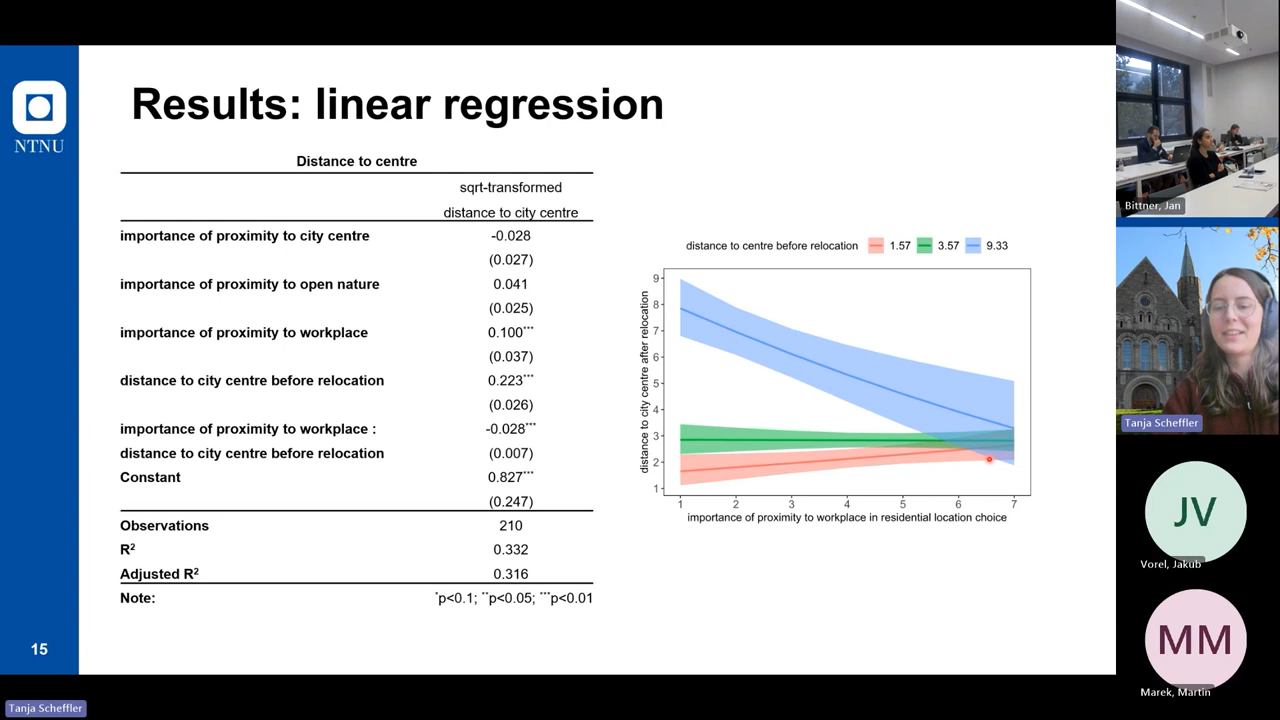 Results: linear regression
NTNU
Distance to centre
sqrt-transformed
distance to city centre
importance of proximity to city centre -0.028
(0.027)
importance of proximity to open nature 0.041
(0.025)
importance of proximity to workplace 0.100***
(0.037)
distance to city centre before relocation 0.223***
(0.026)
importance of proximity to workplace : -0.028***
distance to city centre before relocation (0.007)
Constant 0.827***
(0.247)
Observations 210
R² 0.332
Adjusted R² 0.316
Note: *p<0.1; **p<0.05; ***p<0.01
distance to centre before relocation 1.57 3.57 9.33
distance to city centre after relocation
9
8
7
6
5
4
3
2
1
1 2 3 4 5 6 7
importance of proximity to workplace in residential location choice
15
Tanja Scheffler
Bittner, Jan
Tanja Scheffler
JV
Vorel, Jakub
MM
Marek, Martin